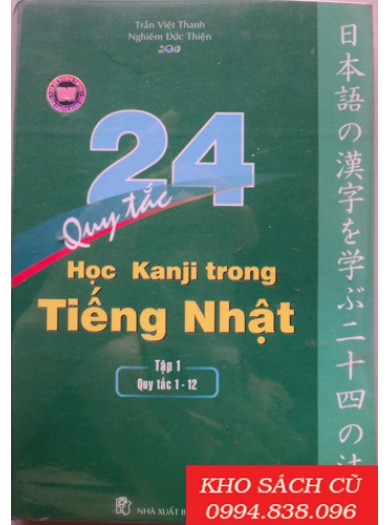 Trần Việt Thanh
Nghiêm Đức Thiện
24
Quy tắc
Học Kanji trong
Tiếng Nhật
Tập 1
Quy tắc 1 - 12
日本語の漢字を学ぶ二十四の法
NHÀ XUẤT B
KHO SÁCH CŨ
0994.838.096